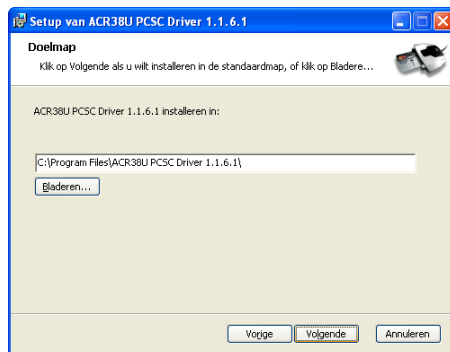 Setup van ACR38U PCSC Driver 1.1.6.1
Doelmap
Klik op Volgende als u wilt installeren in de standaardmap, of klik op Bladere...
ACR38U PCSC Driver 1.1.6.1 installeren in:
C:\Program Files\ACR38U PCSC Driver 1.1.6.1\
Bladeren...
Vorige Volgende Annuleren